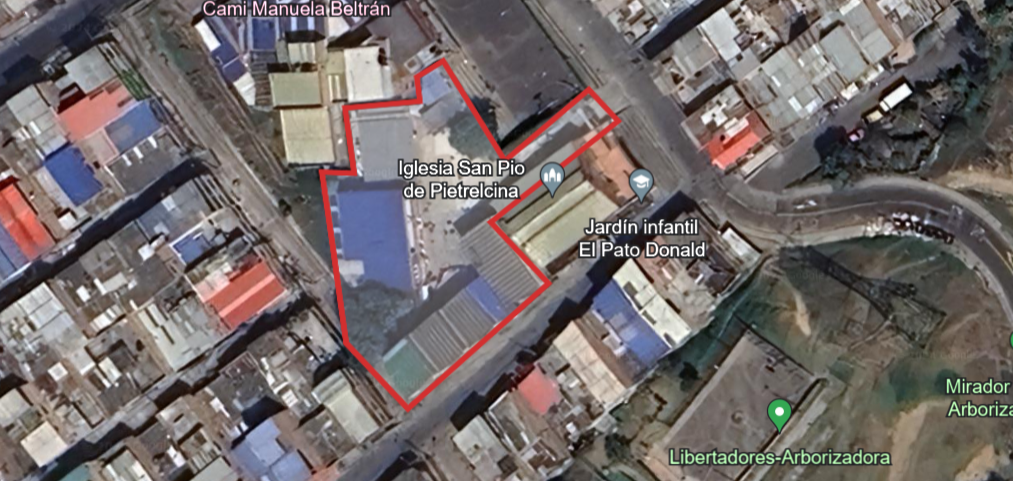 Cami Manuela Beltrán
Iglesia San Pio
de Pietrelcina
Jardín infantil
El Pato Donald
Mirador
Arboriza
Libertadores-Arborizadora